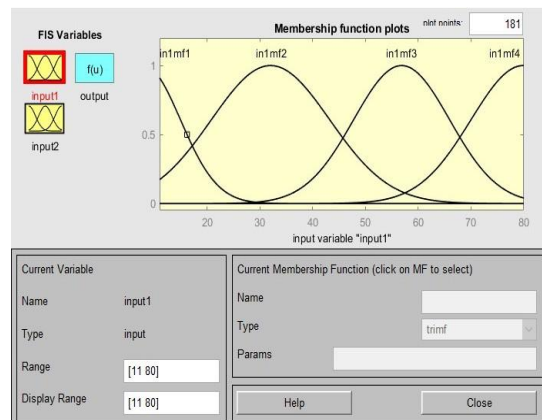 FIS Variables
f(u)
input1
output
input2
Membership function plots
plot points:
181
in1mf1
in1mf2
in1mf3
in1mf4
1
0.5
0
20
30
40
50
60
70
80
input variable "input1"
Current Variable
Name
input1
Type
input
Range
[11 80]
Display Range
[11 80]
Current Membership Function (click on MF to select)
Name
Type
trimf
Params
Help
Close